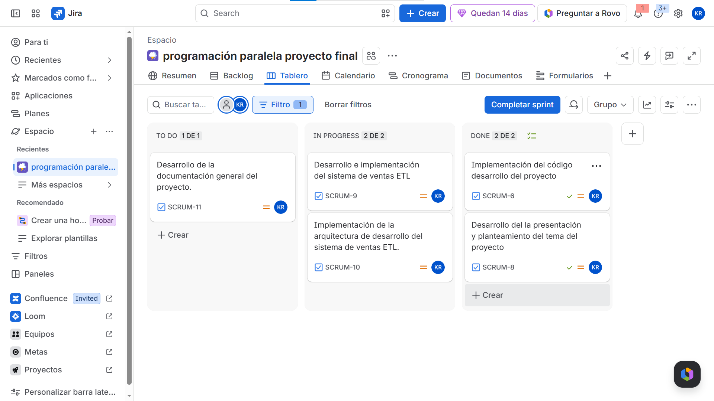 Jira
Search
+ Crear
Quedan 14 días
Preguntar a Rovo
1
3+
KR
Para ti
Recientes
Marcados como f...
Aplicaciones
Planes
Espacio
Recientes
programación parale...
Más espacios
Recomendado
Crear una ho...
Probar
Explorar plantillas
Filtros
Paneles
Confluence
Invited
Loom
Equipos
Metas
Proyectos
Personalizar barra late...
Espacio
programación paralela proyecto final
Resumen
Backlog
Tablero
Calendario
Cronograma
Documentos
Formularios
Buscar ta...
KR
Filtro 1
Borrar filtros
Completar sprint
Grupo
TO DO 1 DE 1
Desarrollo de la
documentación general del
proyecto.
SCRUM-11
KR
+ Crear
IN PROGRESS 2 DE 2
Desarrollo e implementación
del sistema de ventas ETL
SCRUM-9
KR
Implementación de la
arquitectura de desarrollo del
sistema de ventas ETL.
SCRUM-10
KR
DONE 2 DE 2
Implementación del código
desarrollo del proyecto
SCRUM-6
KR
Desarrollo del la presentación
y planteamiento del tema del
proyecto
SCRUM-8
KR
+ Crear